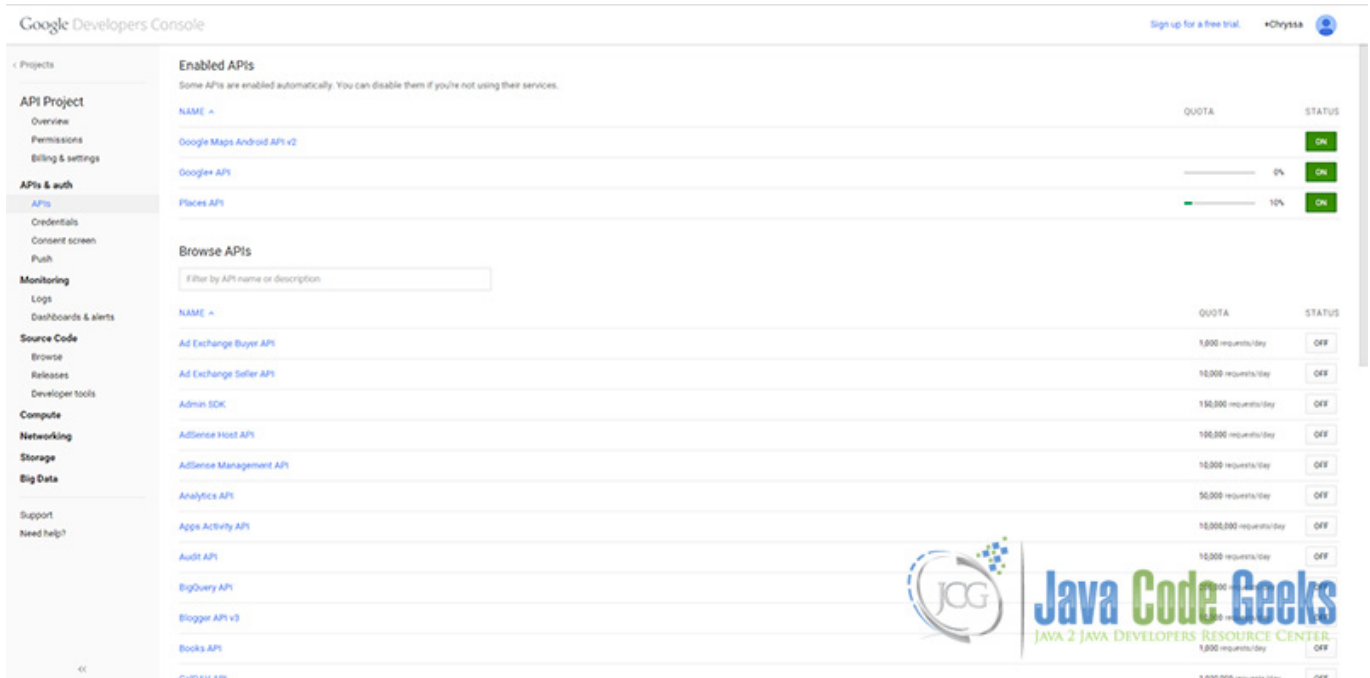 Google Developers Console
Sign up for a free trial. +Chryssa
< Projects
API Project
Overview
Permissions
Billing & settings
APIs & auth
APIs
Credentials
Consent screen
Push
Monitoring
Logs
Dashboards & alerts
Source Code
Browse
Releases
Developer tools
Compute
Networking
Storage
Big Data
Support
Need help?
<<
Enabled APIs
Some APIs are enabled automatically. You can disable them if you're not using their services.
NAME QUOTA STATUS
Google Maps Android API v2 ON
Google+ API 0% ON
Places API 10% ON
Browse APIs
Filter by API name or description
NAME QUOTA STATUS
Ad Exchange Buyer API 1,000 requests/day OFF
Ad Exchange Seller API 10,000 requests/day OFF
Admin SDK 150,000 requests/day OFF
AdSense Host API 100,000 requests/day OFF
AdSense Management API 10,000 requests/day OFF
Analytics API 50,000 requests/day OFF
Apps Activity API 10,000,000 requests/day OFF
Audit API 10,000 requests/day OFF
BigQuery API OFF
Blogger API v3
Books API 1,000 requests/day OFF
JCG
Java Code Geeks
JAVA 2 JAVA DEVELOPERS RESOURCE CENTER